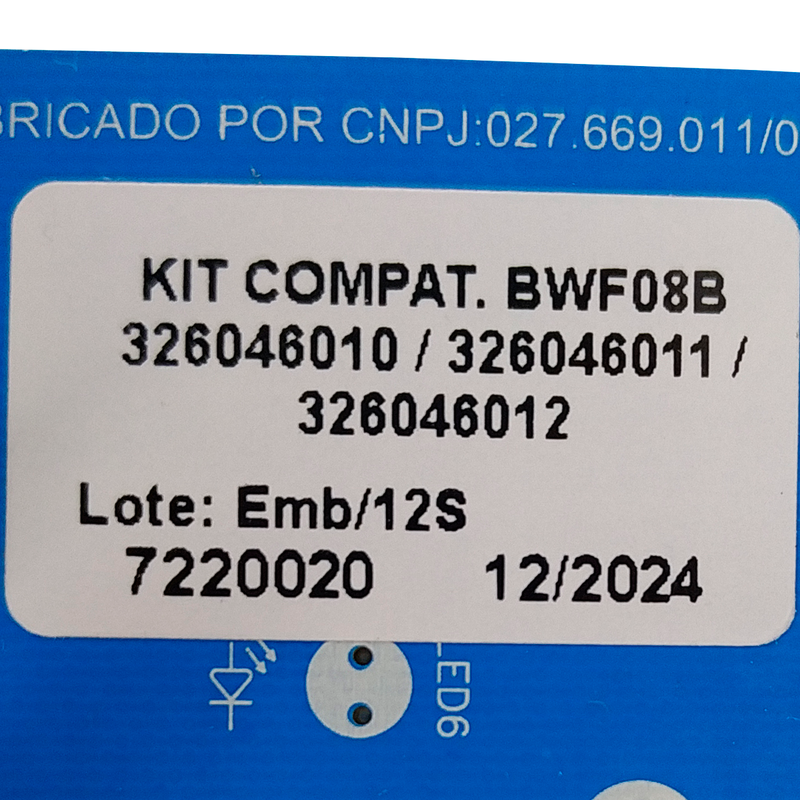 BRICADO POR CNPJ:027.669.011/0
KIT COMPAT. BWF08B
326046010 / 326046011 /
326046012
Lote: Emb/12S
7220020 12/2024
LED6